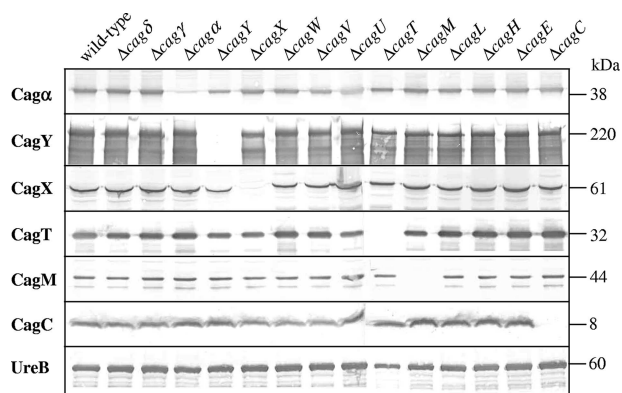 wild-type Δcagδ Δcagγ Δcagα ΔcagY ΔcagX ΔcagW ΔcagV ΔcagU ΔcagT ΔcagM ΔcagL ΔcagH ΔcagE ΔcagC
kDa
Cagα 38
CagY 220
CagX 61
CagT 32
CagM 44
CagC 8
UreB 60